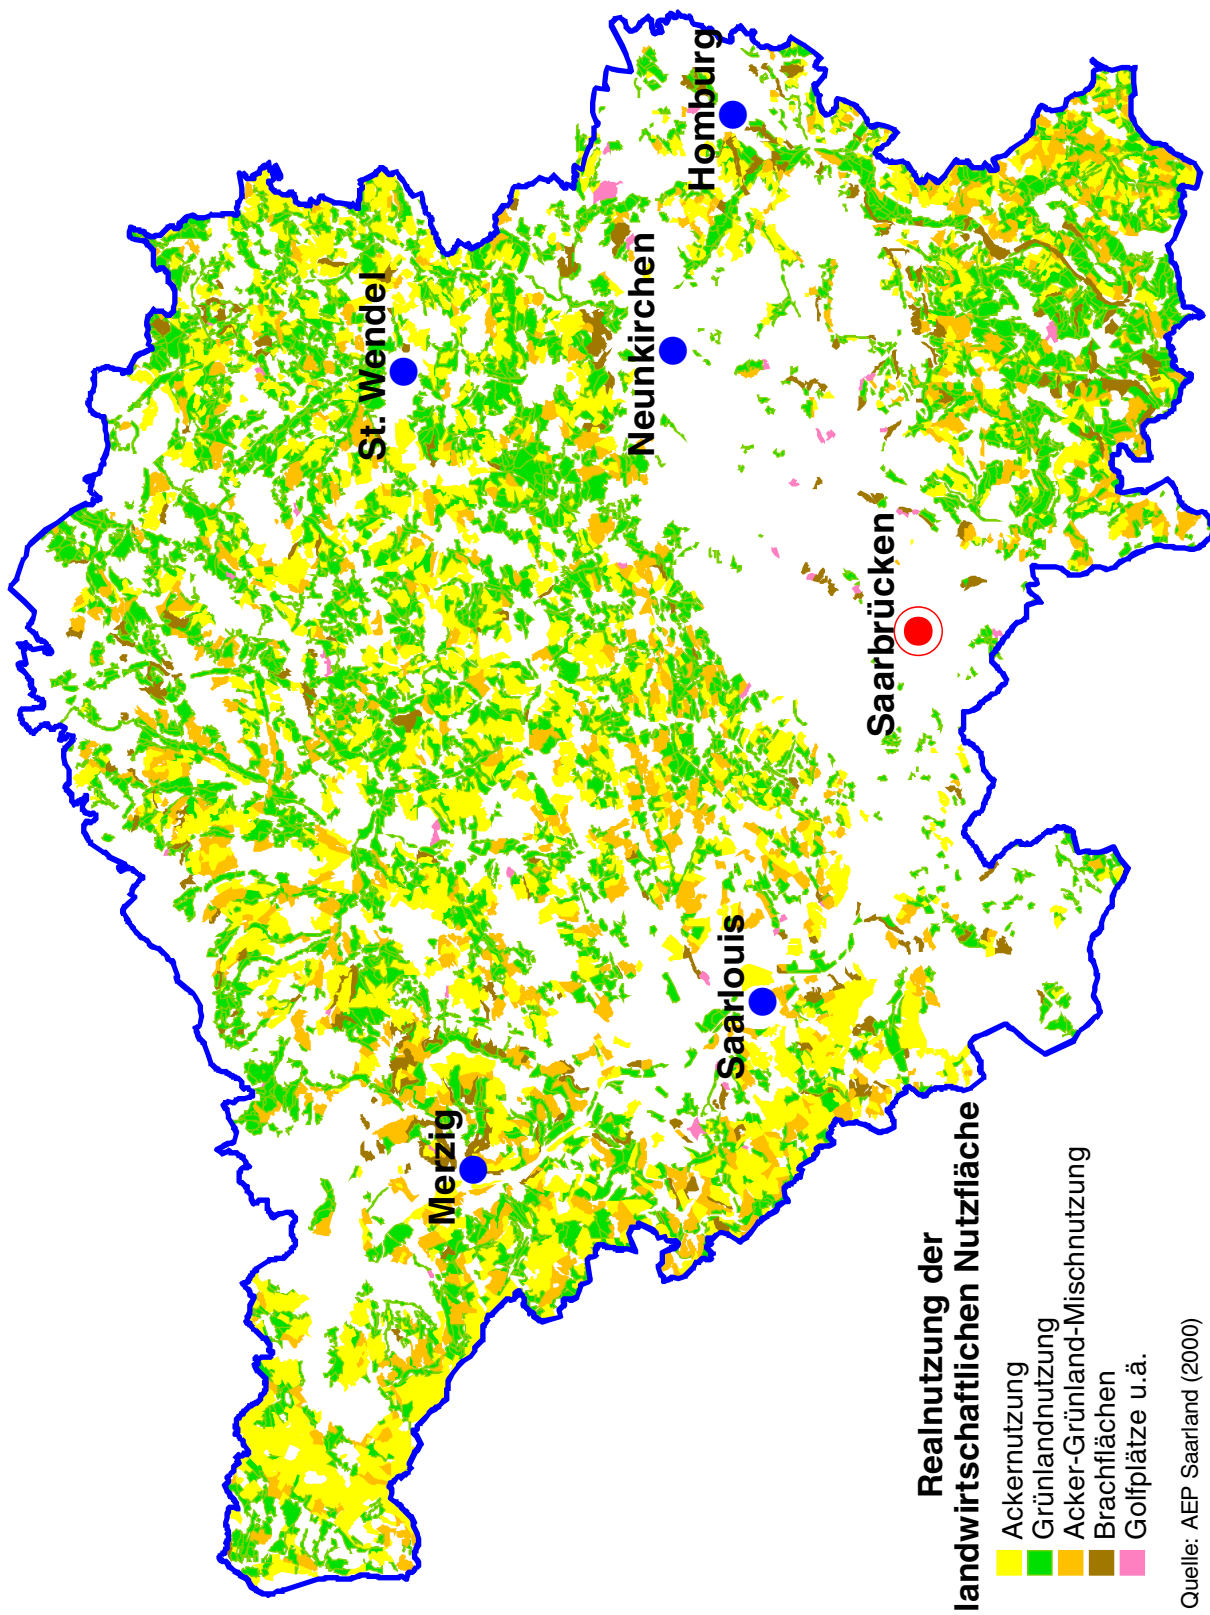 St. Wendel
Homburg
Neunkirchen
Merzig
Saarlouis
Saarbrücken
Realnutzung der
landwirtschaftlichen Nutzfläche
Ackernutzung
Grünlandnutzung
Acker-Grünland-Mischnutzung
Brachflächen
Golfplätze u.ä.
Quelle: AEP Saarland (2000)